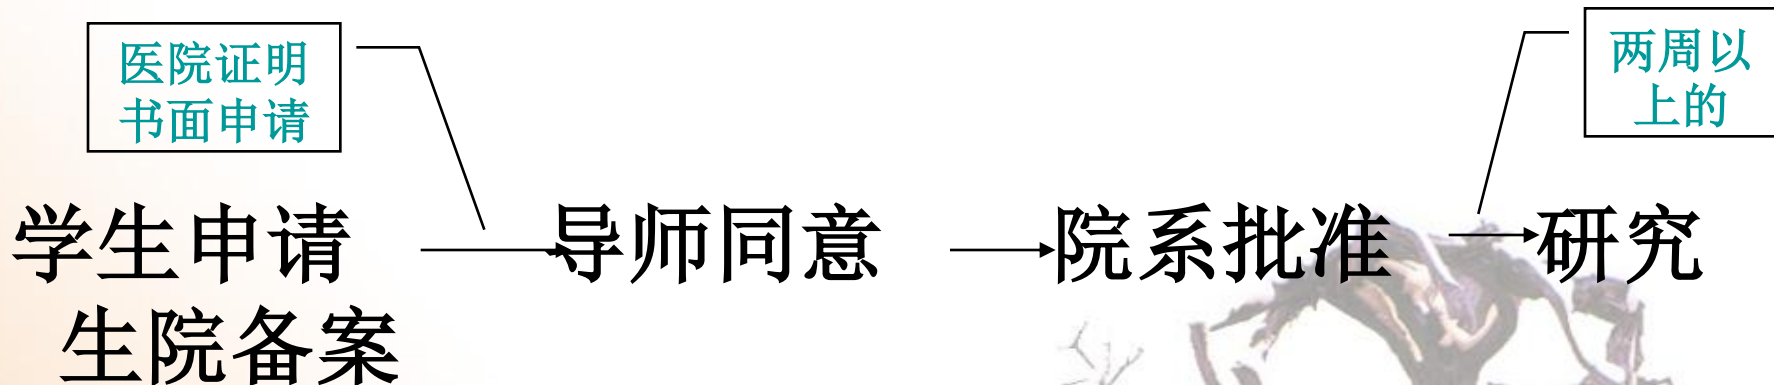 医院证明
书面申请
两周以
上的
学生申请 导师同意 院系批准 研究
生院备案